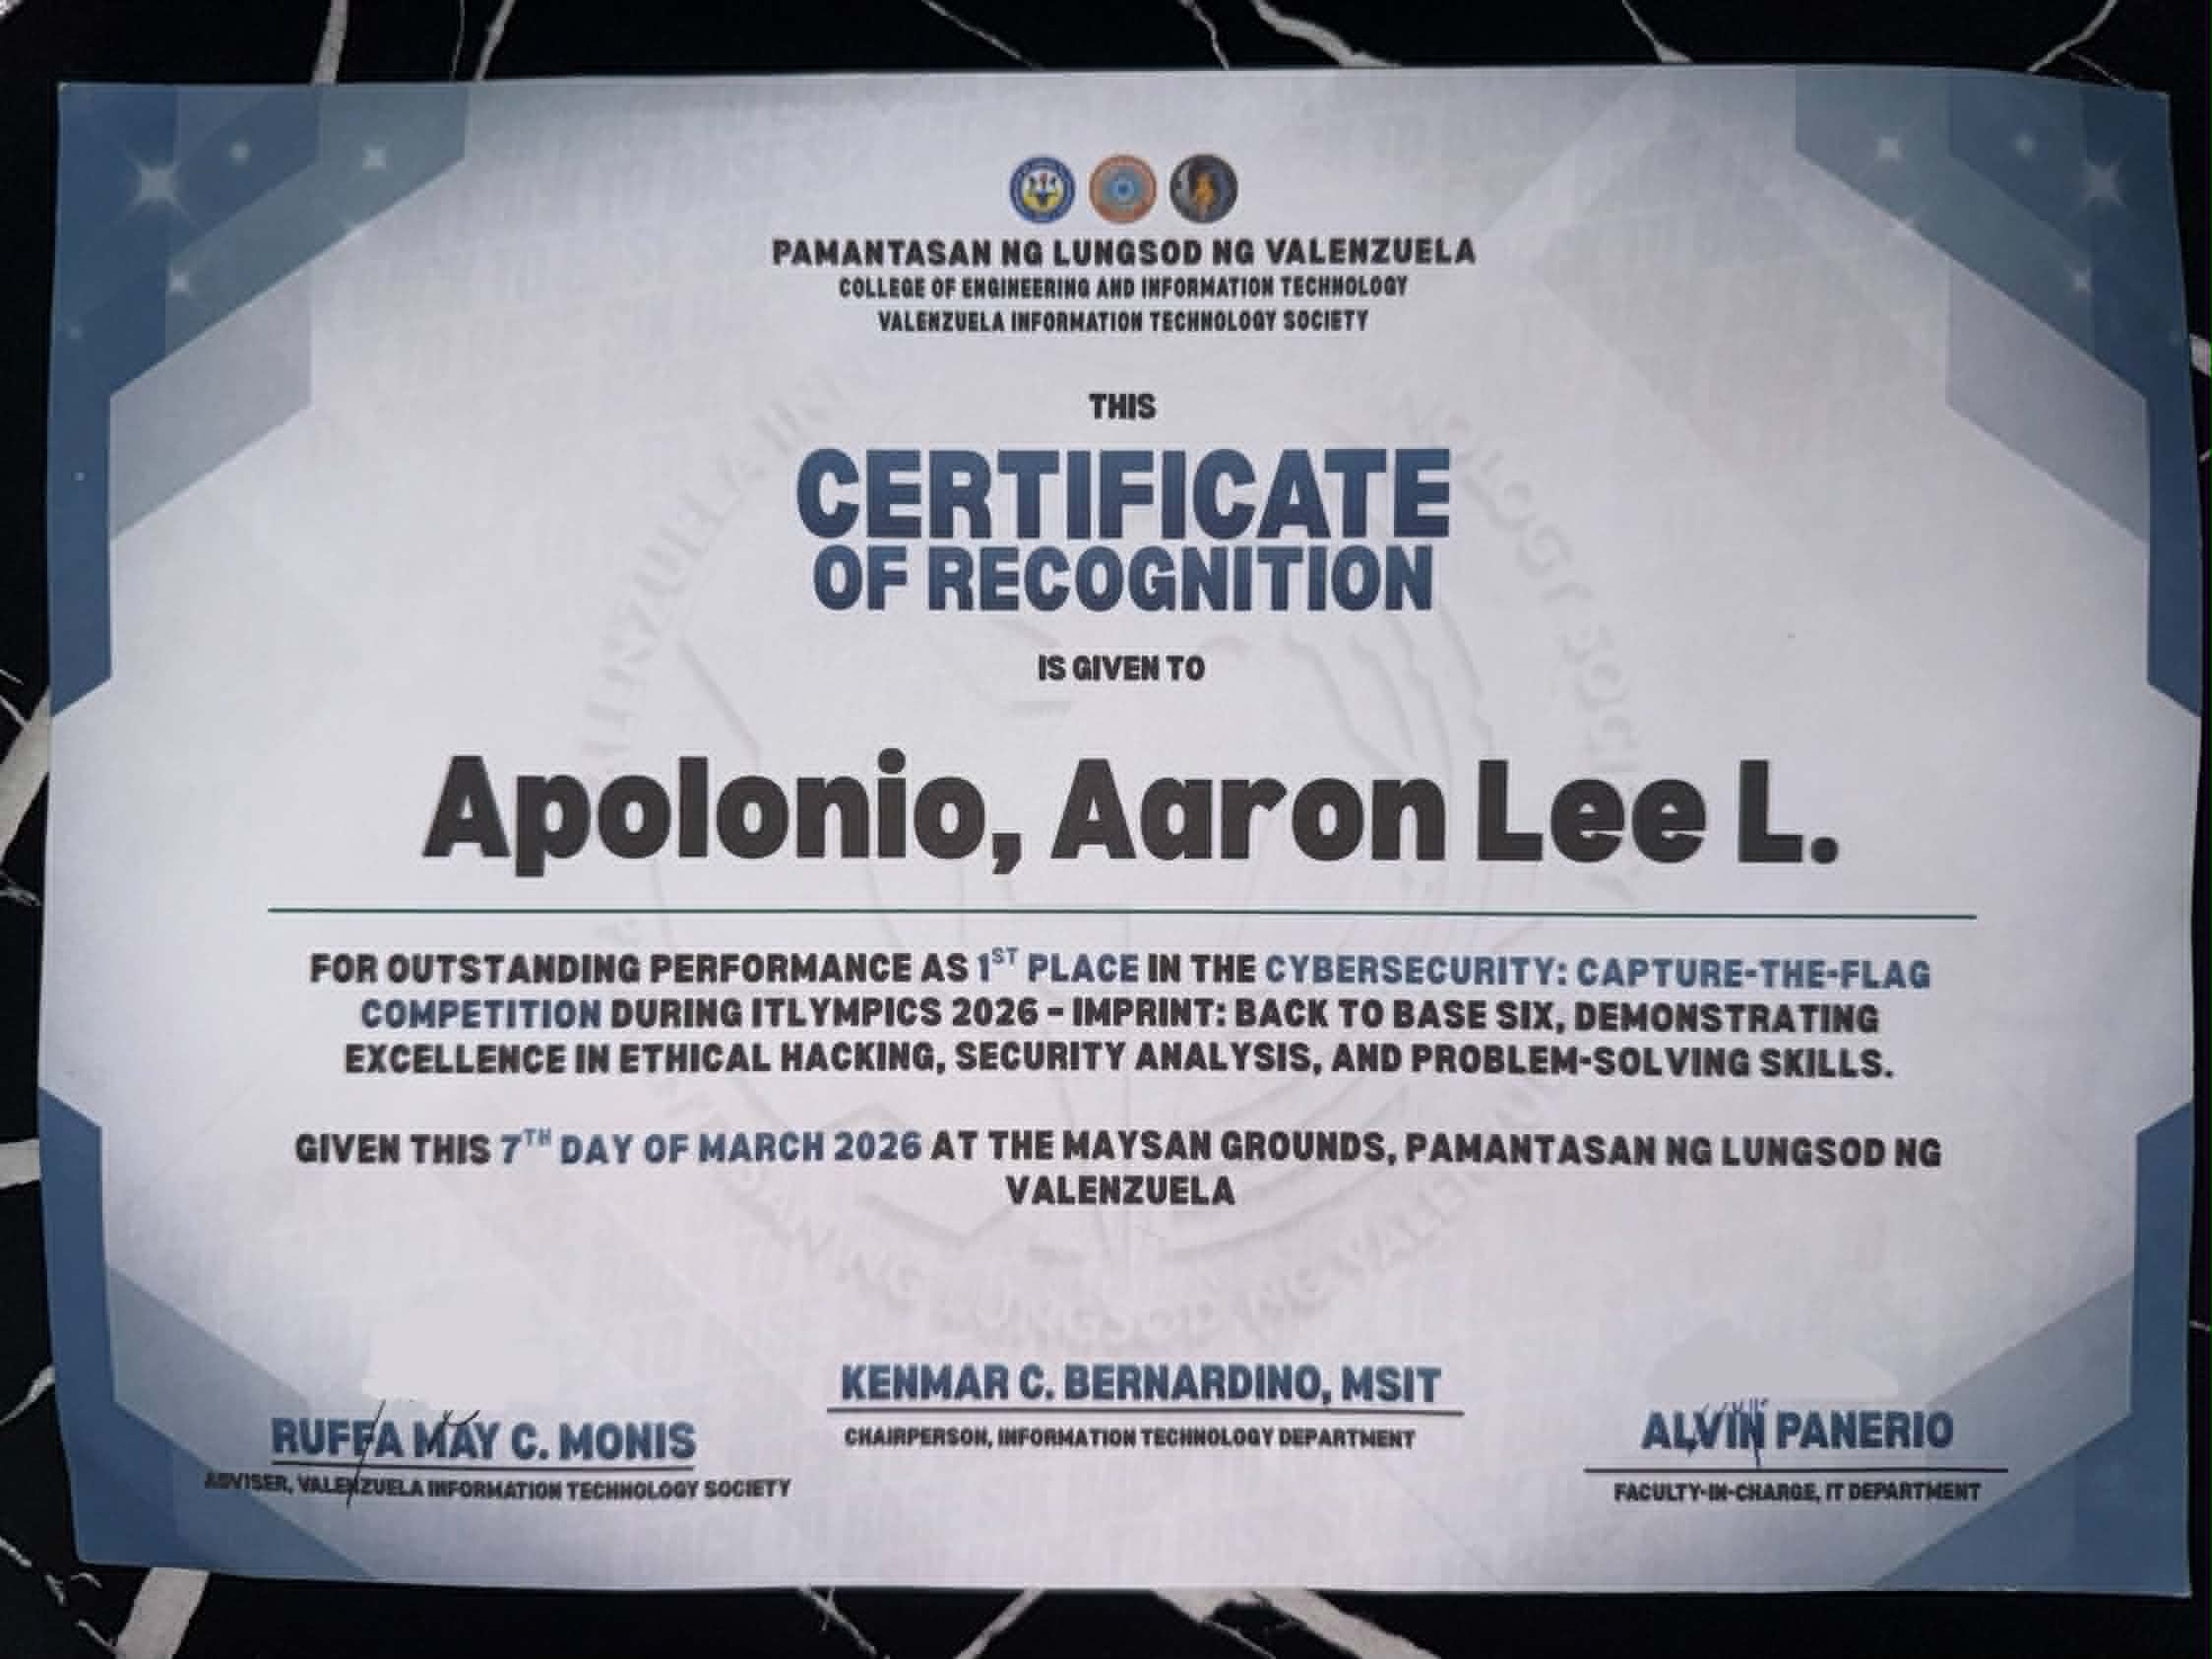 PAMANTASAN NG LUNGSOD NG VALENZUELA
COLLEGE OF ENGINEERING AND INFORMATION TECHNOLOGY
VALENZUELA INFORMATION TECHNOLOGY SOCIETY
THIS
CERTIFICATE
OF RECOGNITION
IS GIVEN TO
Apolonio, Aaron Lee L.
FOR OUTSTANDING PERFORMANCE AS 1ST PLACE IN THE CYBERSECURITY: CAPTURE-THE-FLAG
COMPETITION DURING ITLYMPICS 2026 - IMPRINT: BACK TO BASE SIX, DEMONSTRATING
EXCELLENCE IN ETHICAL HACKING, SECURITY ANALYSIS, AND PROBLEM-SOLVING SKILLS.
GIVEN THIS 7TH DAY OF MARCH 2026 AT THE MAYSAN GROUNDS, PAMANTASAN NG LUNGSOD NG
VALENZUELA
RUFFA MAY C. MONIS
ADVISER, VALENZUELA INFORMATION TECHNOLOGY SOCIETY
KENMAR C. BERNARDINO, MSIT
CHAIRPERSON, INFORMATION TECHNOLOGY DEPARTMENT
ALVIN PANERIO
FACULTY-IN-CHARGE, IT DEPARTMENT